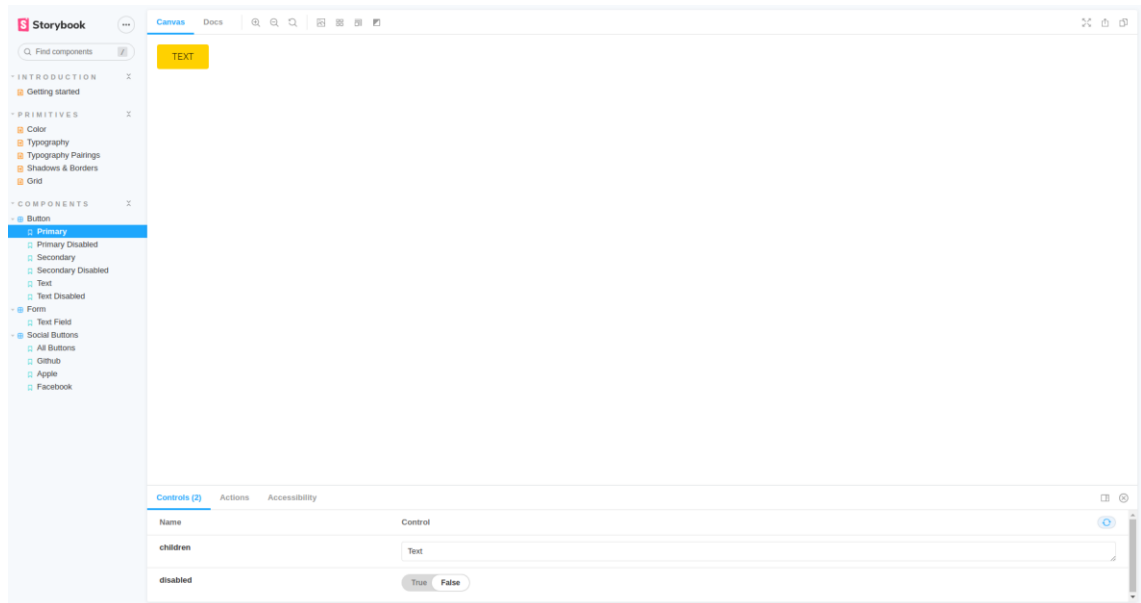 Storybook
Find components /
INTRODUCTION
Getting started
PRIMITIVES
Color
Typography
Typography Pairings
Shadows & Borders
Grid
COMPONENTS
Button
Primary
Primary Disabled
Secondary
Secondary Disabled
Text
Text Disabled
Form
Text Field
Social Buttons
All Buttons
Github
Apple
Facebook
Canvas Docs
TEXT
Controls (2) Actions Accessibility
Name Control
children Text
disabled True False